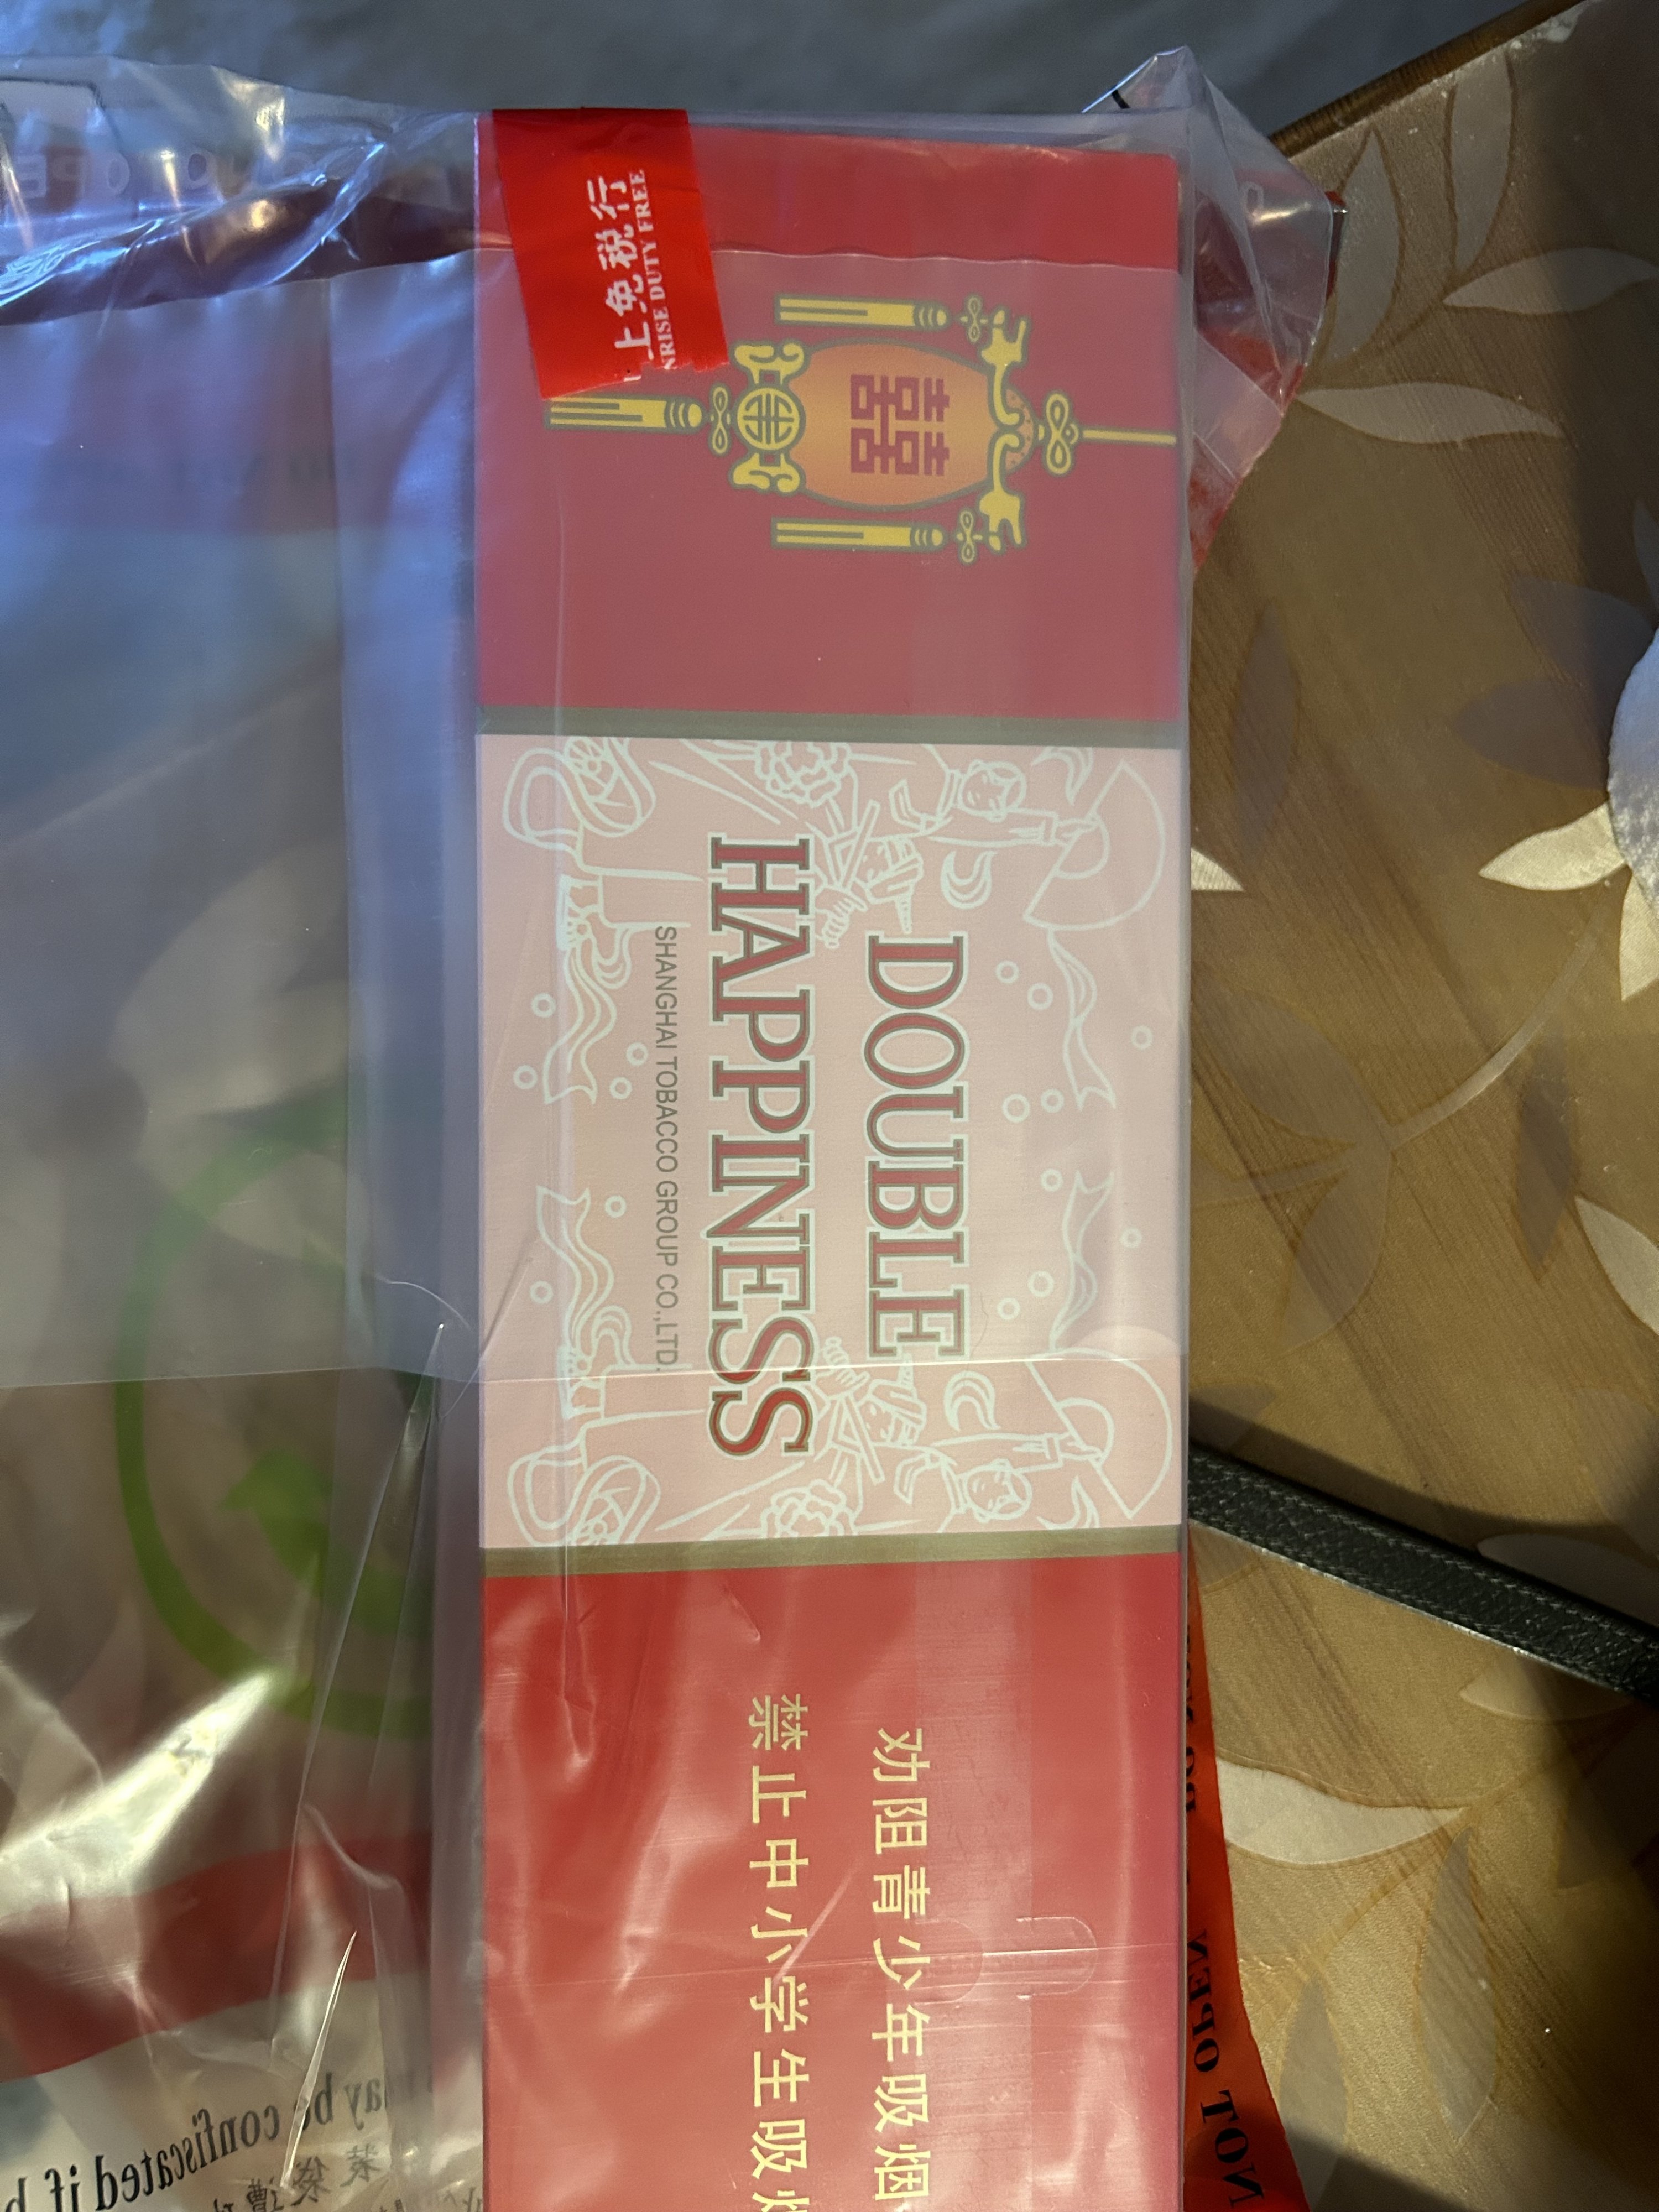 上免税行
DUTY FREE
囍
DOUBLE
HAPPINESS
SHANGHAI TOBACCO GROUP CO.,LTD.
劝阻青少年吸烟
禁止中小学生吸
NOT OPEN
may be confiscated if